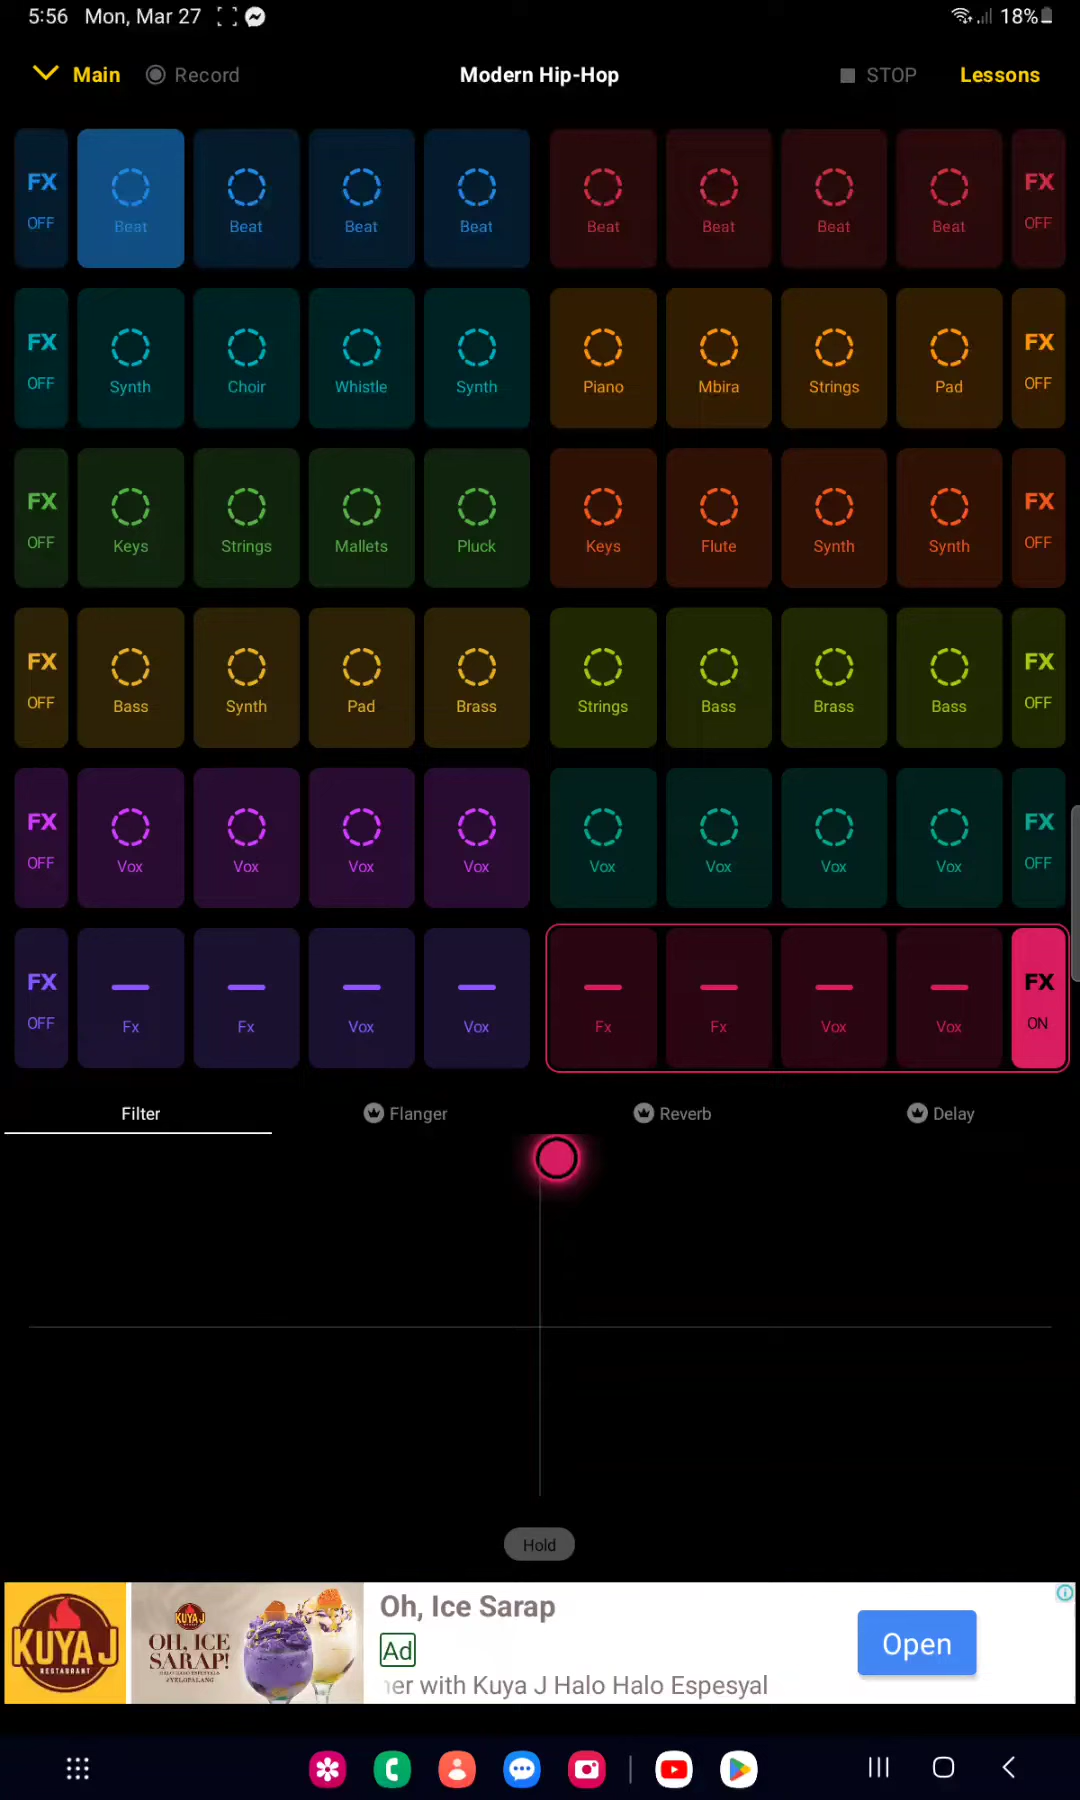 5:56 Mon, Mar 27 18%
Main Record Modern Hip-Hop STOP Lessons
FX OFF Beat Beat Beat Beat Beat Beat Beat Beat FX OFF
FX OFF Synth Choir Whistle Synth Piano Mbira Strings Pad FX OFF
FX OFF Keys Strings Mallets Pluck Keys Flute Synth Synth FX OFF
FX OFF Bass Synth Pad Brass Strings Bass Brass Bass FX OFF
FX OFF Vox Vox Vox Vox Vox Vox Vox Vox FX OFF
FX OFF Fx Fx Vox Vox Fx Fx Vox Vox FX ON
Filter Flanger Reverb Delay
Hold
KUYA J
RESTAURANT
KUYA J
OH, ICE
SARAP!
Oh, Ice Sarap
Ad
her with Kuya J Halo Halo Espesyal
Open